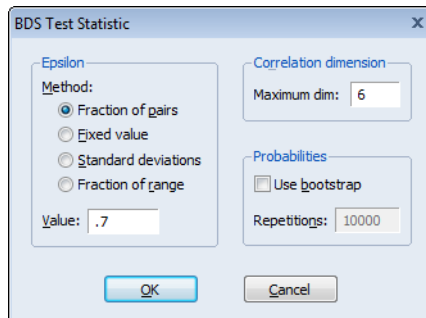 BDS Test Statistic x
Epsilon
Method:
Fraction of pairs
Fixed value
Standard deviations
Fraction of range
Value: .7
Correlation dimension
Maximum dim: 6
Probabilities
Use bootstrap
Repetitions: 10000
OK
Cancel